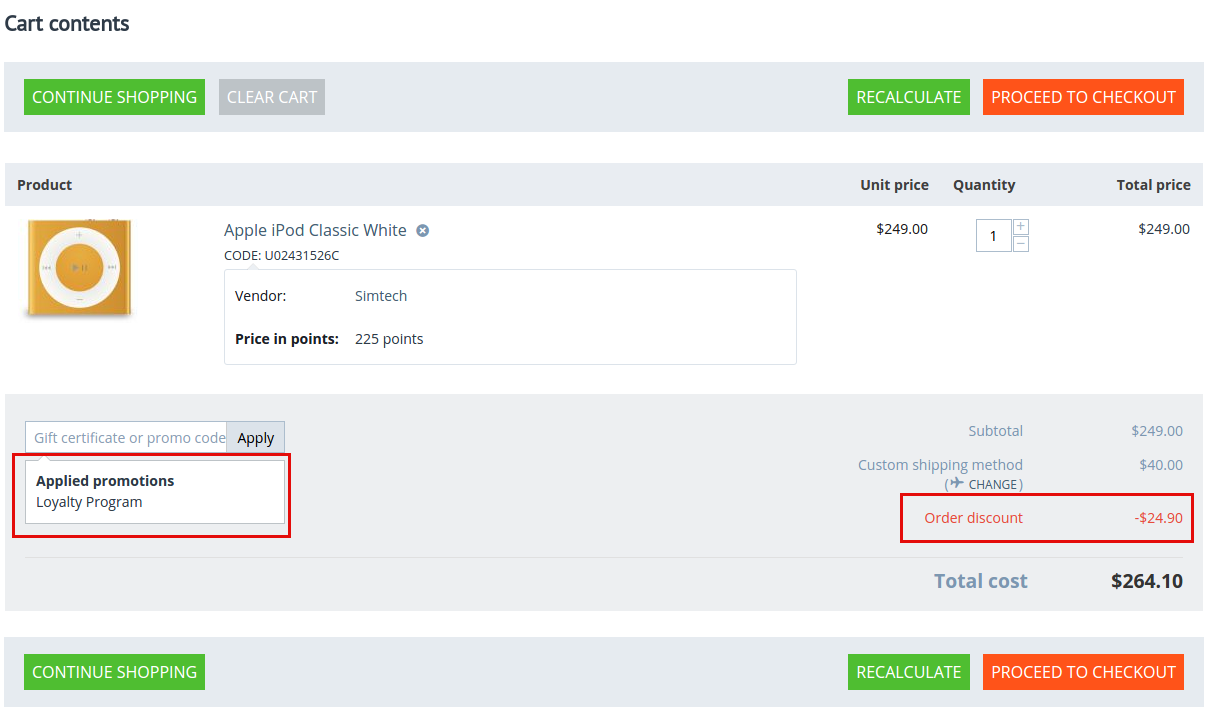 Cart contents
CONTINUE SHOPPING CLEAR CART RECALCULATE PROCEED TO CHECKOUT
Product Unit price Quantity Total price
Apple iPod Classic White $249.00 1 $249.00
CODE: U02431526C
Vendor: Simtech
Price in points: 225 points
Gift certificate or promo code Apply
Applied promotions
Loyalty Program
Subtotal $249.00
Custom shipping method $40.00
(CHANGE)
Order discount -$24.90
Total cost $264.10
CONTINUE SHOPPING RECALCULATE PROCEED TO CHECKOUT